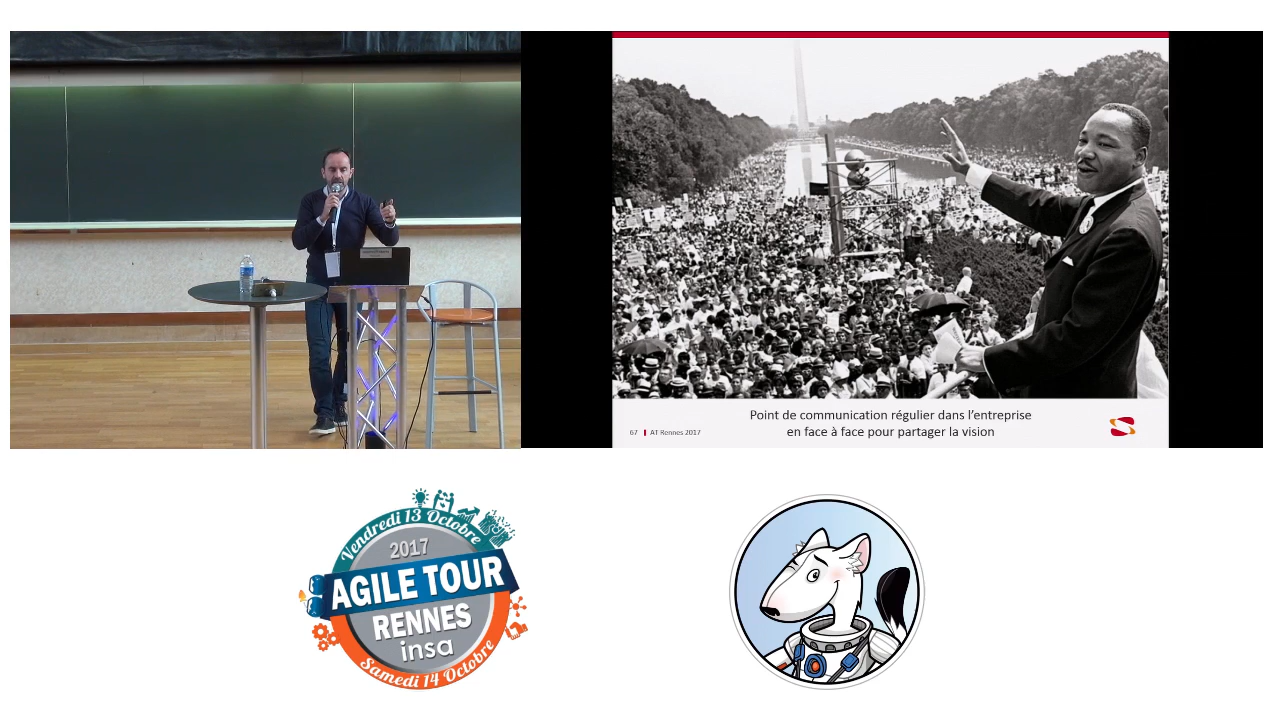 Point de communication régulier dans l'entreprise
en face à face pour partager la vision
67 AT Rennes 2017
Vendredi 13 Octobre
2017
AGILE TOUR
RENNES
insa
Samedi 14 Octobre